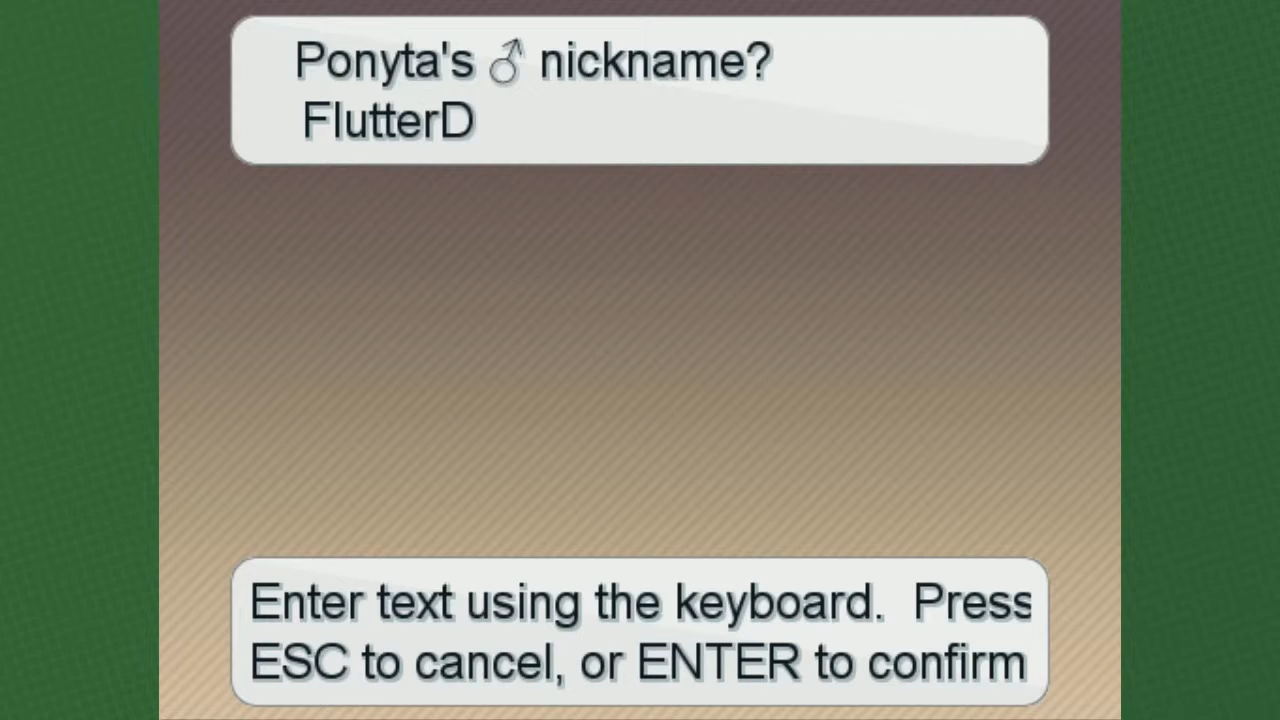 Ponyta's ♂ nickname?
FlutterD
Enter text using the keyboard.  Press
ESC to cancel, or ENTER to confirm